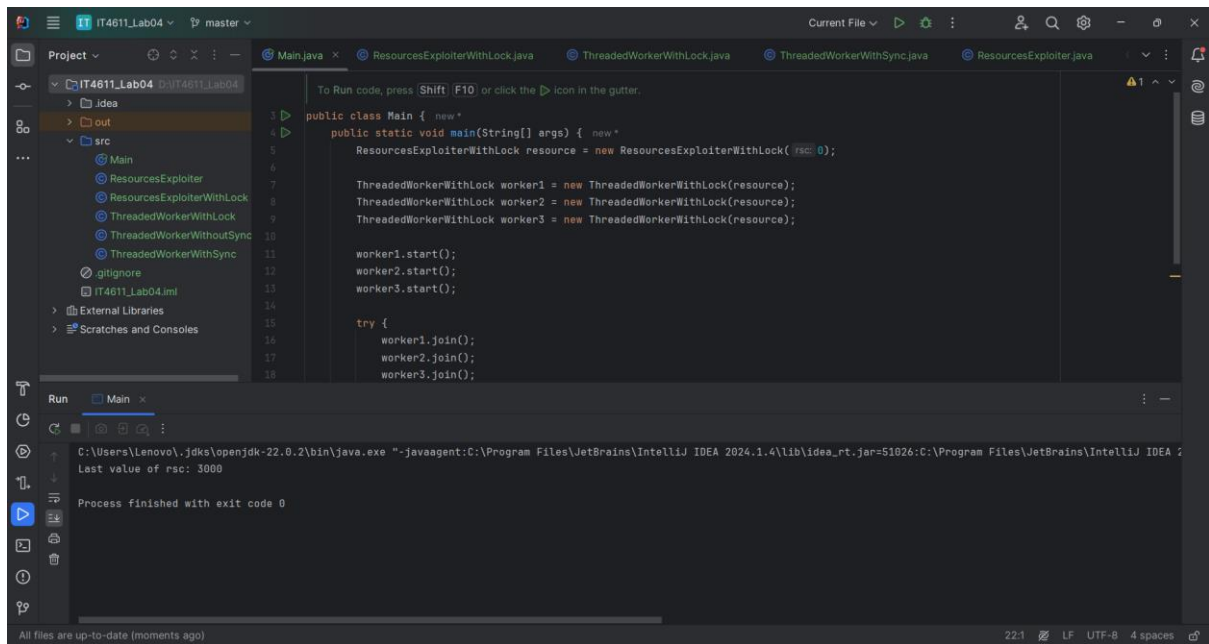 IT IT4611_Lab04 master Current File
Project
Main.java ResourcesExploiterWithLock.java ThreadedWorkerWithLock.java ThreadedWorkerWithSync.java ResourcesExploiter.java
IT4611_Lab04 D:\IT4611_Lab04
.idea
out
src
Main
ResourcesExploiter
ResourcesExploiterWithLock
ThreadedWorkerWithLock
ThreadedWorkerWithoutSync
ThreadedWorkerWithSync
.gitignore
IT4611_Lab04.iml
External Libraries
Scratches and Consoles
To Run code, press Shift F10 or click the icon in the gutter.
1
3 public class Main { new *
4 public static void main(String[] args) { new *
5 ResourcesExploiterWithLock resource = new ResourcesExploiterWithLock( rsc: 0);
6
7 ThreadedWorkerWithLock worker1 = new ThreadedWorkerWithLock(resource);
8 ThreadedWorkerWithLock worker2 = new ThreadedWorkerWithLock(resource);
9 ThreadedWorkerWithLock worker3 = new ThreadedWorkerWithLock(resource);
10
11 worker1.start();
12 worker2.start();
13 worker3.start();
14
15 try {
16 worker1.join();
17 worker2.join();
18 worker3.join();
Run Main
C:\Users\Lenovo\.jdks\openjdk-22.0.2\bin\java.exe "-javaagent:C:\Program Files\JetBrains\IntelliJ IDEA 2024.1.4\lib\idea_rt.jar=51026:C:\Program Files\JetBrains\IntelliJ IDEA 2
Last value of rsc: 3000
Process finished with exit code 0
All files are up-to-date (moments ago) 22:1 LF UTF-8 4 spaces